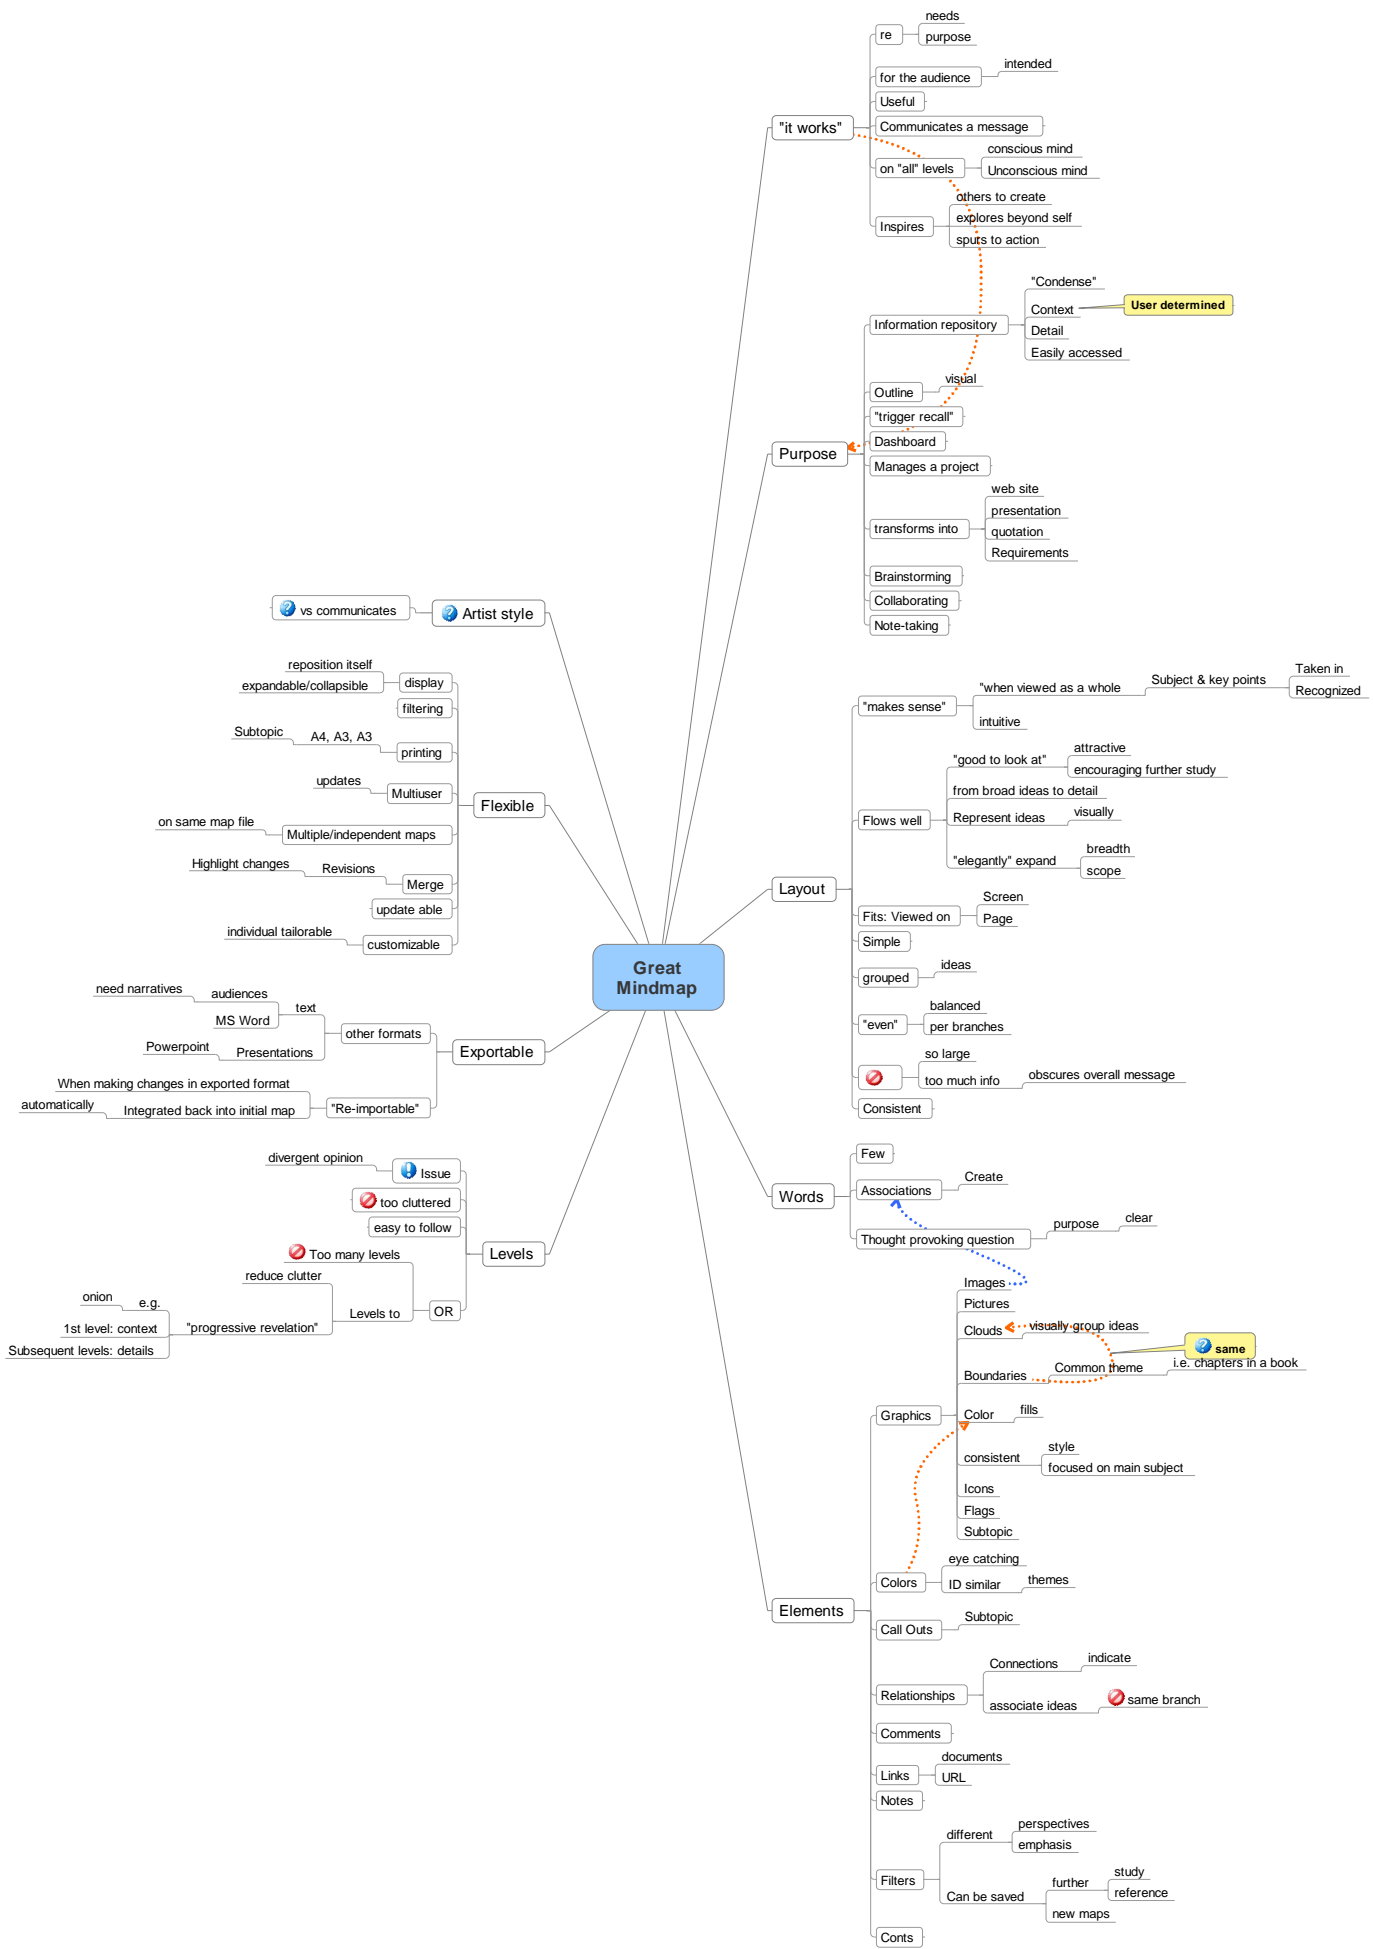 Great
Mindmap
"it works"
re
needs
purpose
for the audience
intended
Useful
Communicates a message
on "all" levels
conscious mind
Unconscious mind
Inspires
others to create
explores beyond self
spurs to action
Purpose
Information repository
"Condense"
Context
User determined
Detail
Easily accessed
Outline
visual
"trigger recall"
Dashboard
Manages a project
transforms into
web site
presentation
quotation
Requirements
Brainstorming
Collaborating
Note-taking
Layout
"makes sense"
"when viewed as a whole
Subject & key points
Taken in
Recognized
intuitive
Flows well
"good to look at"
attractive
encouraging further study
from broad ideas to detail
Represent ideas
visually
"elegantly" expand
breadth
scope
Fits: Viewed on
Screen
Page
Simple
grouped
ideas
"even"
balanced
per branches
so large
too much info
obscures overall message
Consistent
Words
Few
Associations
Create
Thought provoking question
purpose
clear
Elements
Graphics
Images
Pictures
Clouds
visually group ideas
Boundaries
same
Common theme
i.e. chapters in a book
Color
fills
consistent
style
focused on main subject
Icons
Flags
Subtopic
Colors
eye catching
ID similar
themes
Call Outs
Subtopic
Relationships
Connections
indicate
associate ideas
same branch
Comments
Links
documents
URL
Notes
Filters
different
perspectives
emphasis
Can be saved
further
study
reference
new maps
Conts
Artist style
vs communicates
Flexible
display
reposition itself
expandable/collapsible
filtering
printing
A4, A3, A3
Subtopic
Multiuser
updates
Multiple/independent maps
on same map file
Merge
Revisions
Highlight changes
update able
customizable
individual tailorable
Exportable
other formats
text
audiences
need narratives
MS Word
Presentations
Powerpoint
"Re-importable"
When making changes in exported format
Integrated back into initial map
automatically
Levels
Issue
divergent opinion
too cluttered
easy to follow
OR
Too many levels
Levels to
reduce clutter
"progressive revelation"
e.g.
onion
1st level: context
Subsequent levels: details